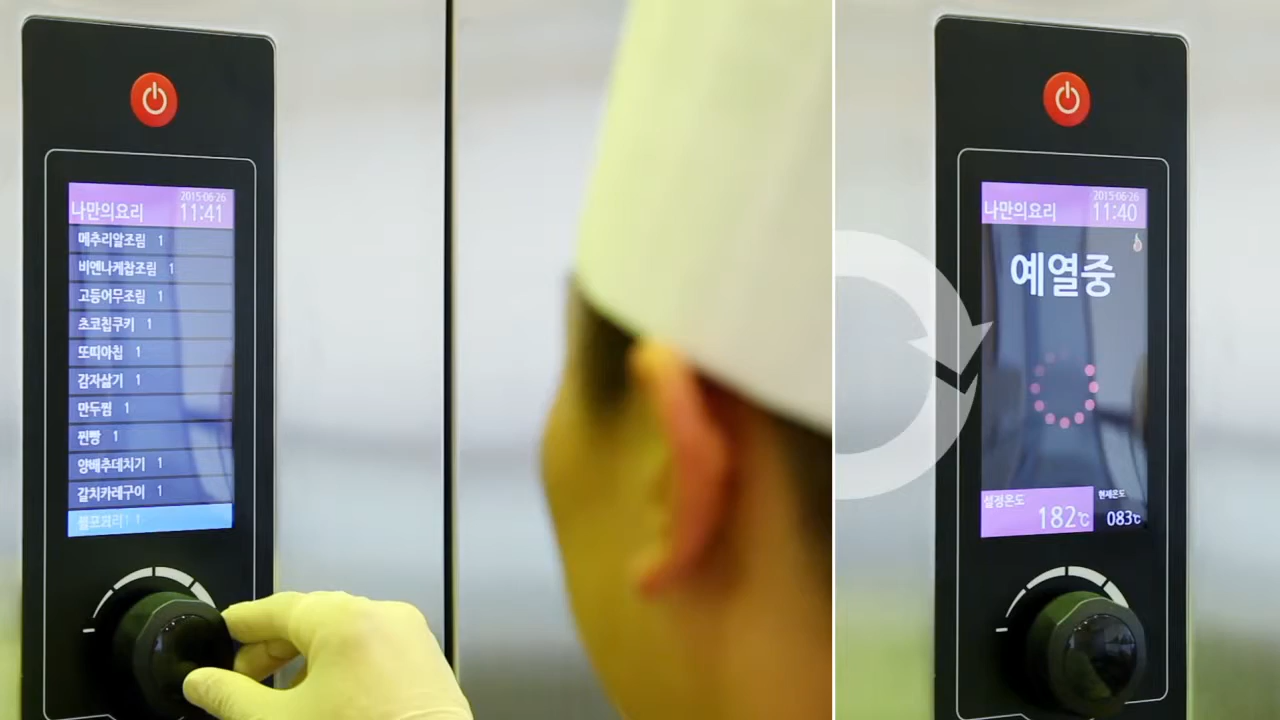 2015-06-26
나만의요리 11:41
메추리알조림 1
비엔나케찹조림 1
고등어무조림 1
초코칩쿠키 1
또띠아칩 1
감자삶기 1
만두찜 1
찐빵 1
양배추데치기 1
갈치카레구이 1
2015-06-26
나만의요리 11:40
예열중
설정온도 현재온도
182℃ 083℃